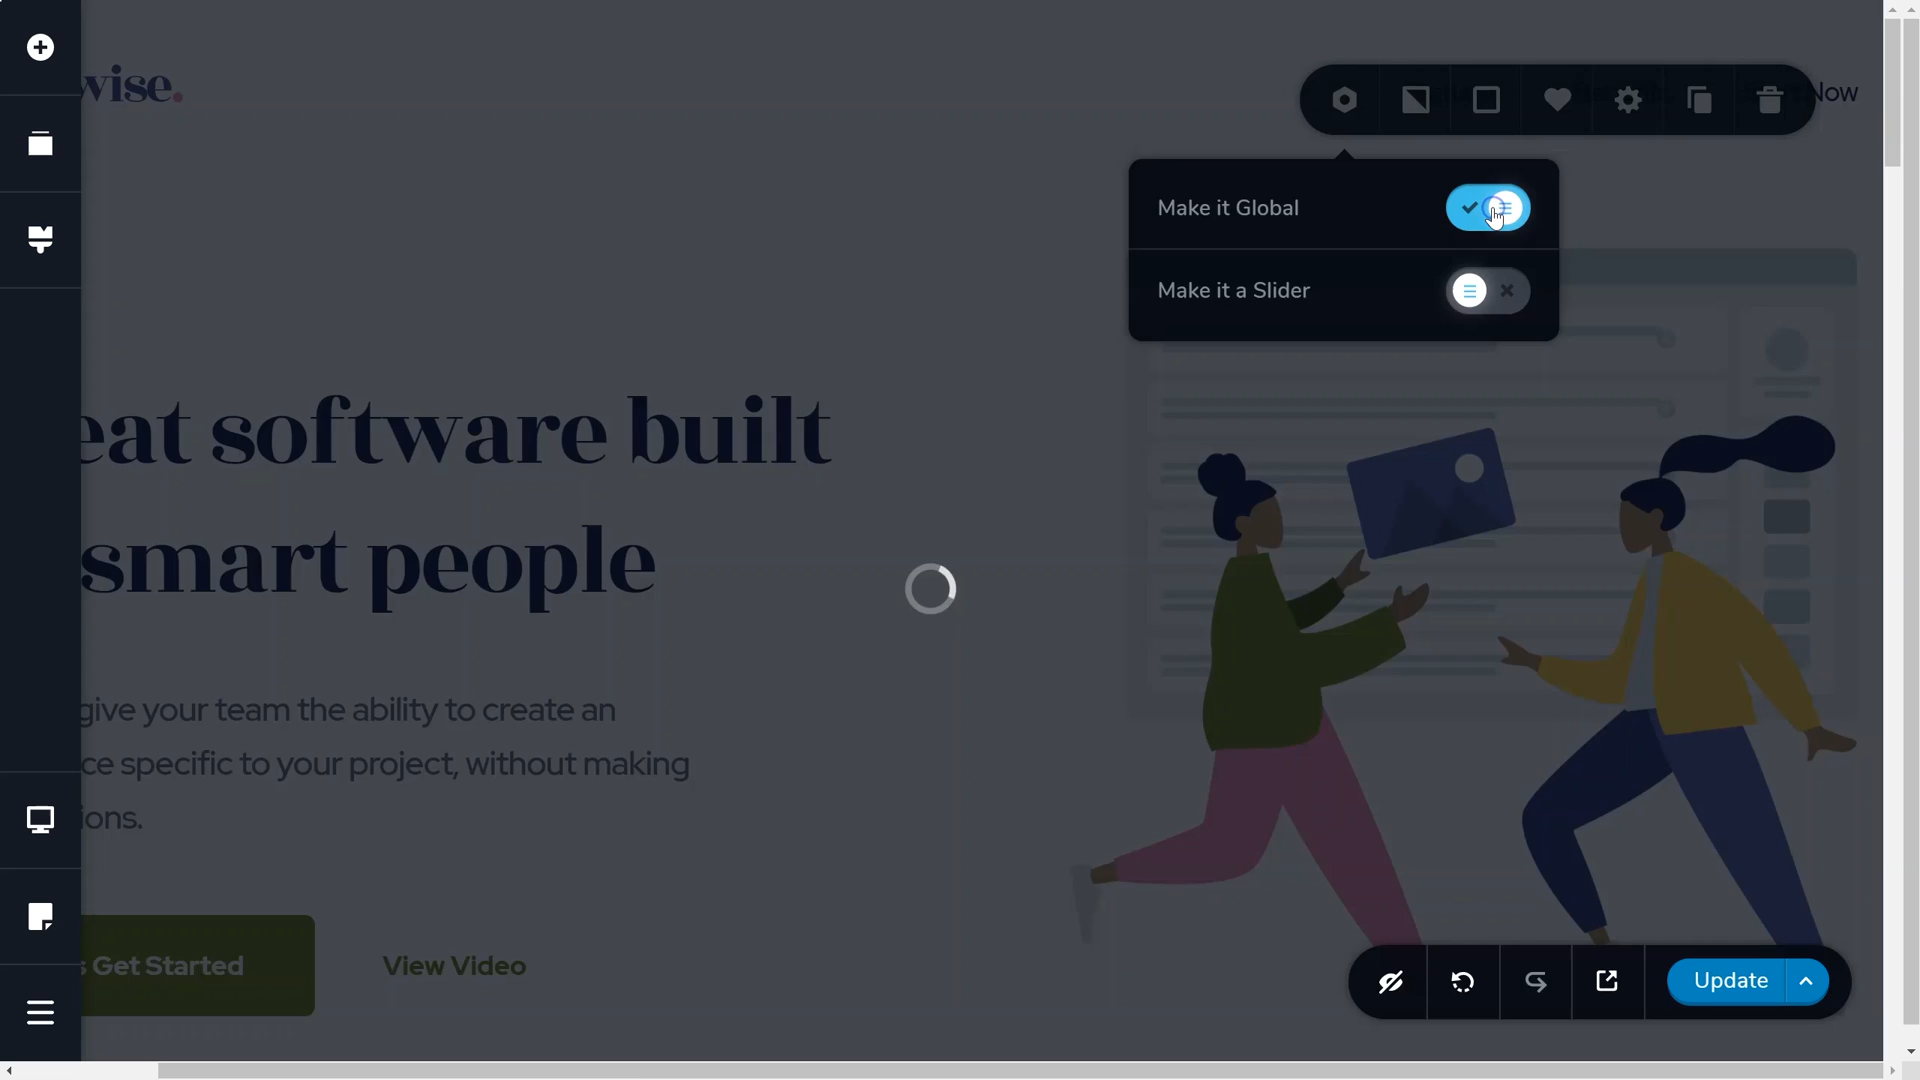 wise.
Now
Make it Global
Make it a Slider
eat software built
smart people
give your team the ability to create an
ce specific to your project, without making
ions.
s Get Started
View Video
Update